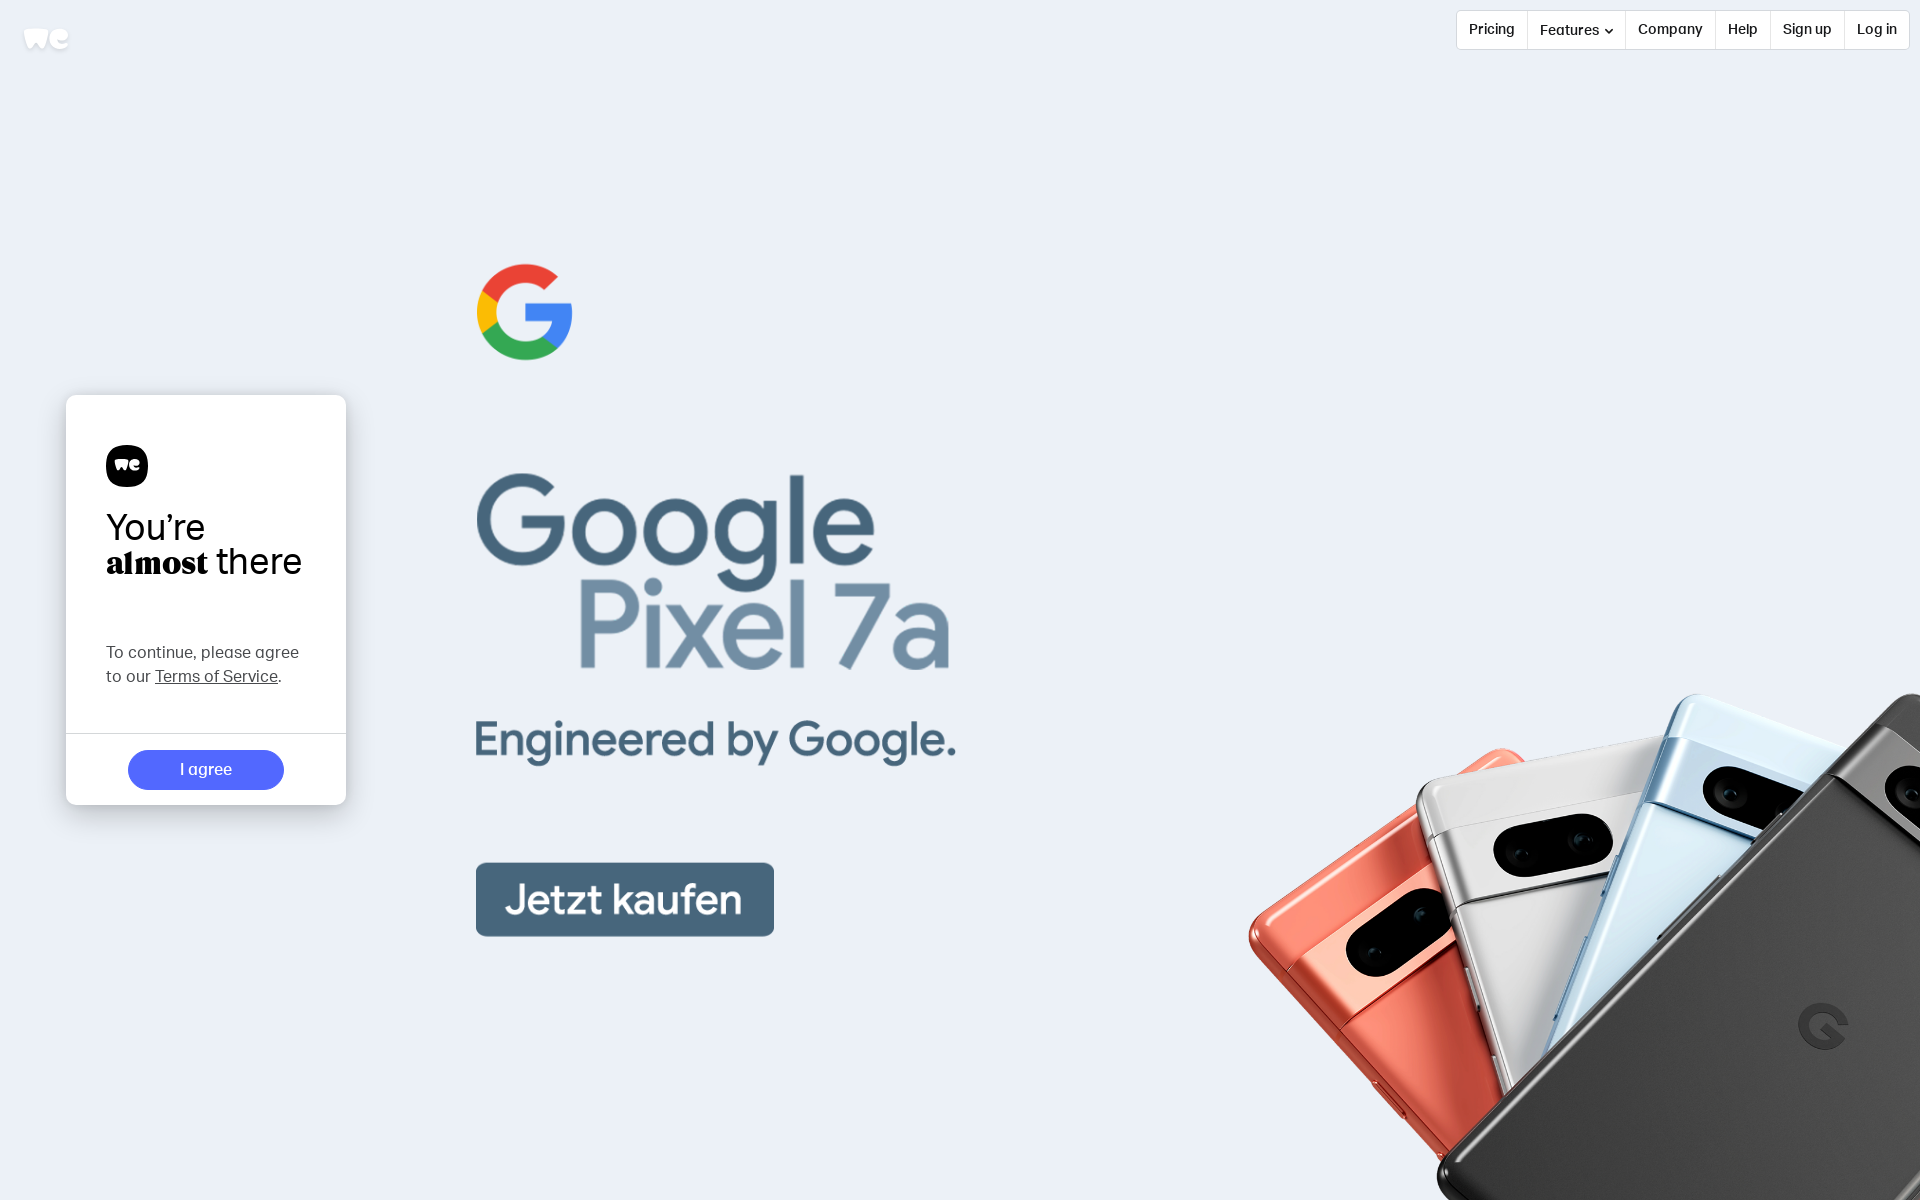 we
Pricing
Features
Company
Help
Sign up
Log in
we
You’re
almost there
To continue, please agree
to our Terms of Service.
I agree
Google
Pixel 7a
Engineered by Google.
Jetzt kaufen